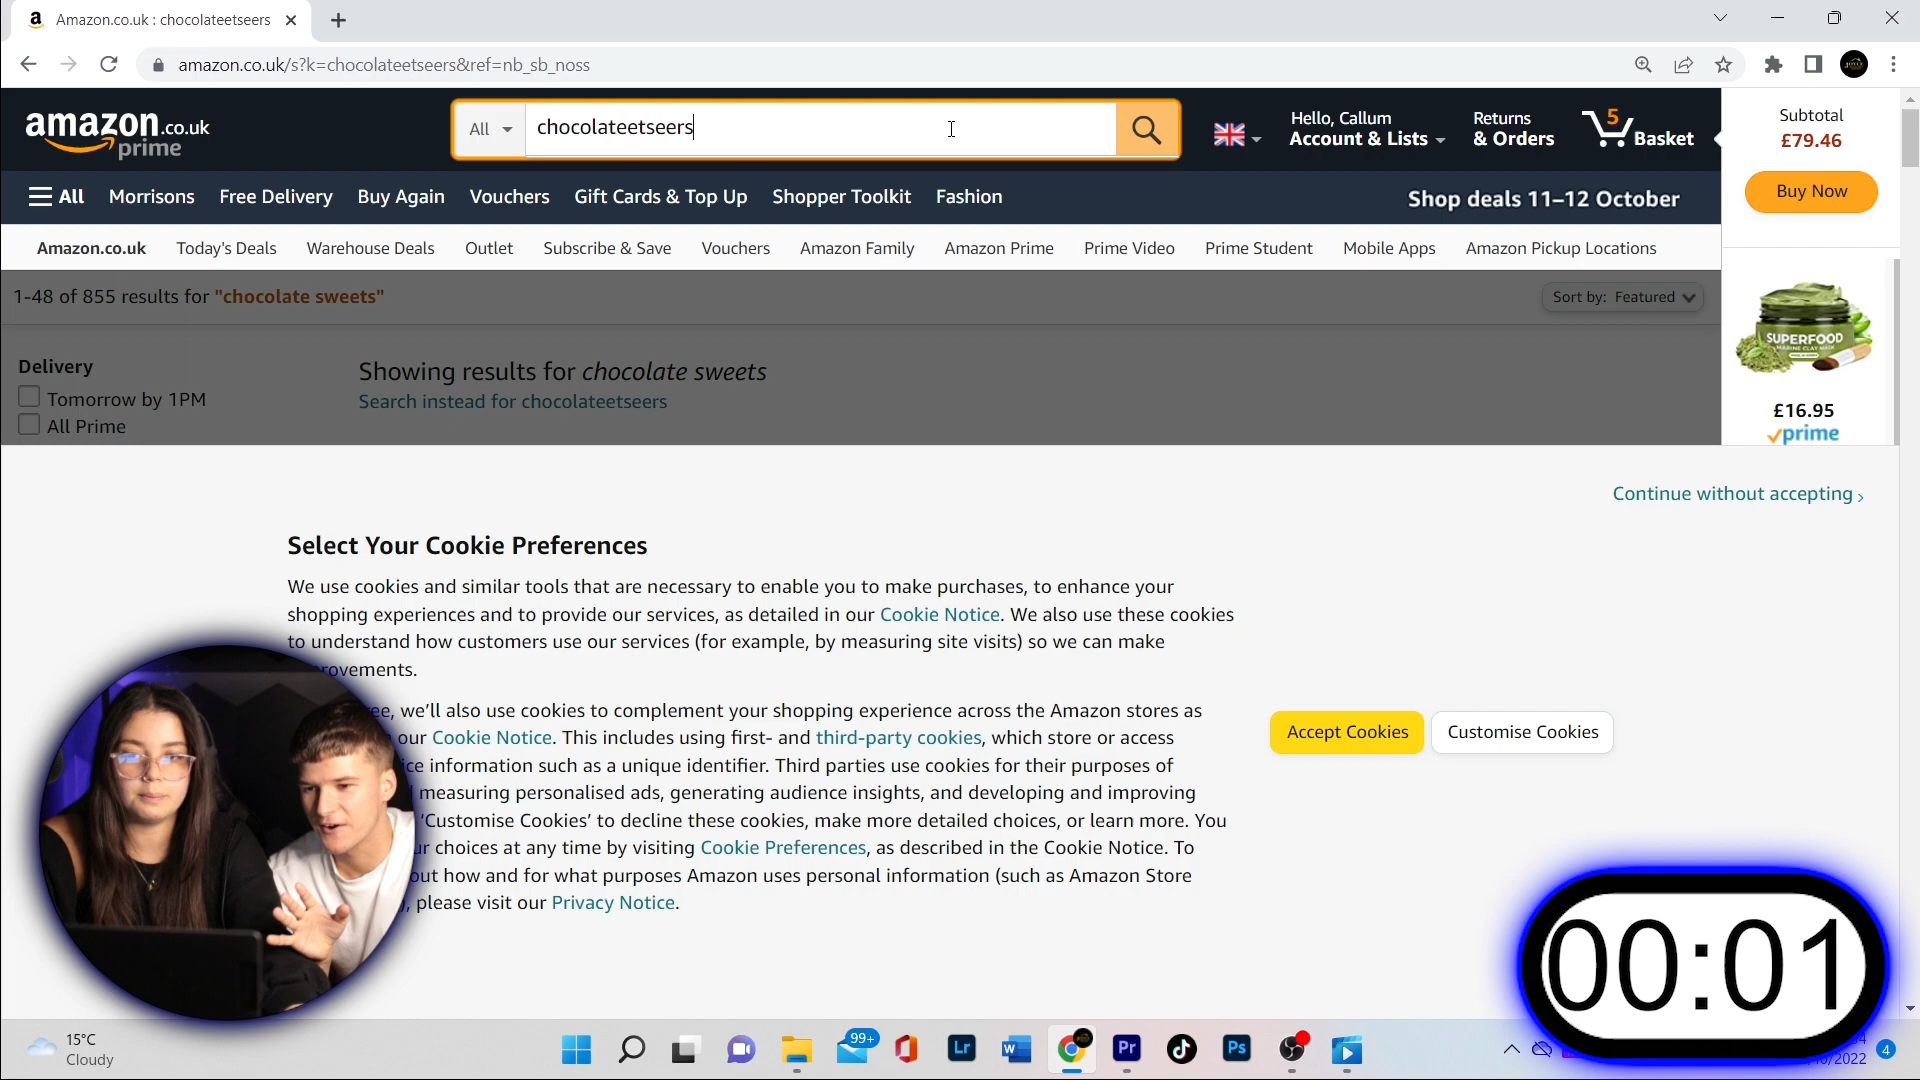 Amazon.co.uk : chocolateetseers
amazon.co.uk/s?k=chocolateetseers&ref=nb_sb_noss
amazon.co.uk
prime
All
chocolateetseers
Hello, Callum
Account & Lists
Returns
& Orders
5
Basket
Subtotal
£79.46
Buy Now
All
Morrisons
Free Delivery
Buy Again
Vouchers
Gift Cards & Top Up
Shopper Toolkit
Fashion
Shop deals 11–12 October
Amazon.co.uk
Today's Deals
Warehouse Deals
Outlet
Subscribe & Save
Vouchers
Amazon Family
Amazon Prime
Prime Video
Prime Student
Mobile Apps
Amazon Pickup Locations
1-48 of 855 results for "chocolate sweets"
Sort by: Featured
Delivery
Tomorrow by 1PM
All Prime
Showing results for chocolate sweets
Search instead for chocolateetseers
SUPERFOOD
£16.95
prime
Continue without accepting ›
Select Your Cookie Preferences
We use cookies and similar tools that are necessary to enable you to make purchases, to enhance your
shopping experiences and to provide our services, as detailed in our Cookie Notice. We also use these cookies
to understand how customers use our services (for example, by measuring site visits) so we can make
rovements.
ee, we'll also use cookies to complement your shopping experience across the Amazon stores as
our Cookie Notice. This includes using first- and third-party cookies, which store or access
ice information such as a unique identifier. Third parties use cookies for their purposes of
measuring personalised ads, generating audience insights, and developing and improving
'Customise Cookies' to decline these cookies, make more detailed choices, or learn more. You
ur choices at any time by visiting Cookie Preferences, as described in the Cookie Notice. To
out how and for what purposes Amazon uses personal information (such as Amazon Store
), please visit our Privacy Notice.
Accept Cookies
Customise Cookies
00:01
15°C
Cloudy
99+
Lr
W
Pr
Ps
/2022
4